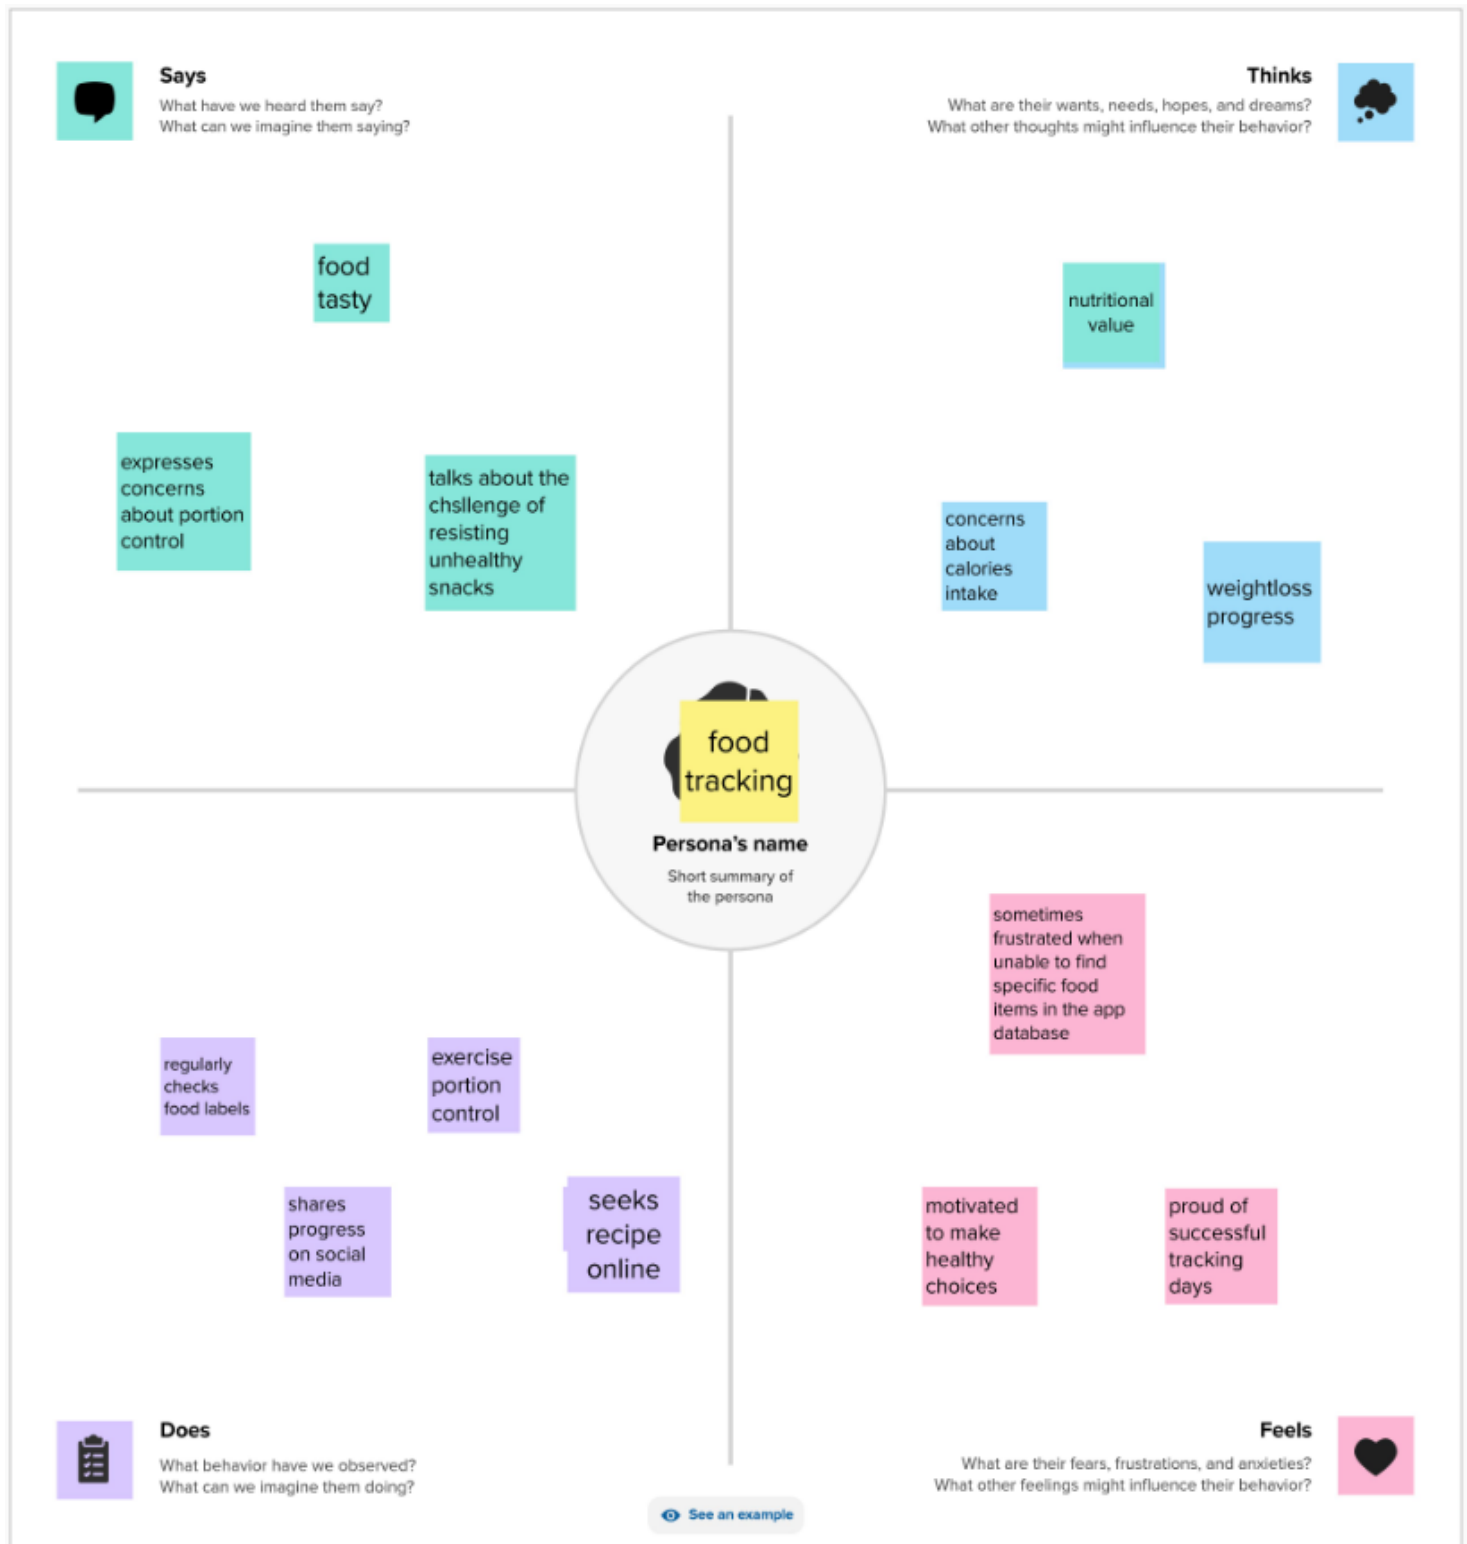 Says
What have we heard them say?
What can we imagine them saying?
Thinks
What are their wants, needs, hopes, and dreams?
What other thoughts might influence their behavior?
food
tasty
expresses
concerns
about portion
control
talks about the
chsllenge of
resisting
unhealthy
snacks
nutritional
value
concerns
about
calories
intake
weightloss
progress
food
tracking
Persona's name
Short summary of
the persona
regularly
checks
food labels
exercise
portion
control
shares
progress
on social
media
seeks
recipe
online
sometimes
frustrated when
unable to find
specific food
items in the app
database
motivated
to make
healthy
choices
proud of
successful
tracking
days
Does
What behavior have we observed?
What can we imagine them doing?
Feels
What are their fears, frustrations, and anxieties?
What other feelings might influence their behavior?
See an example